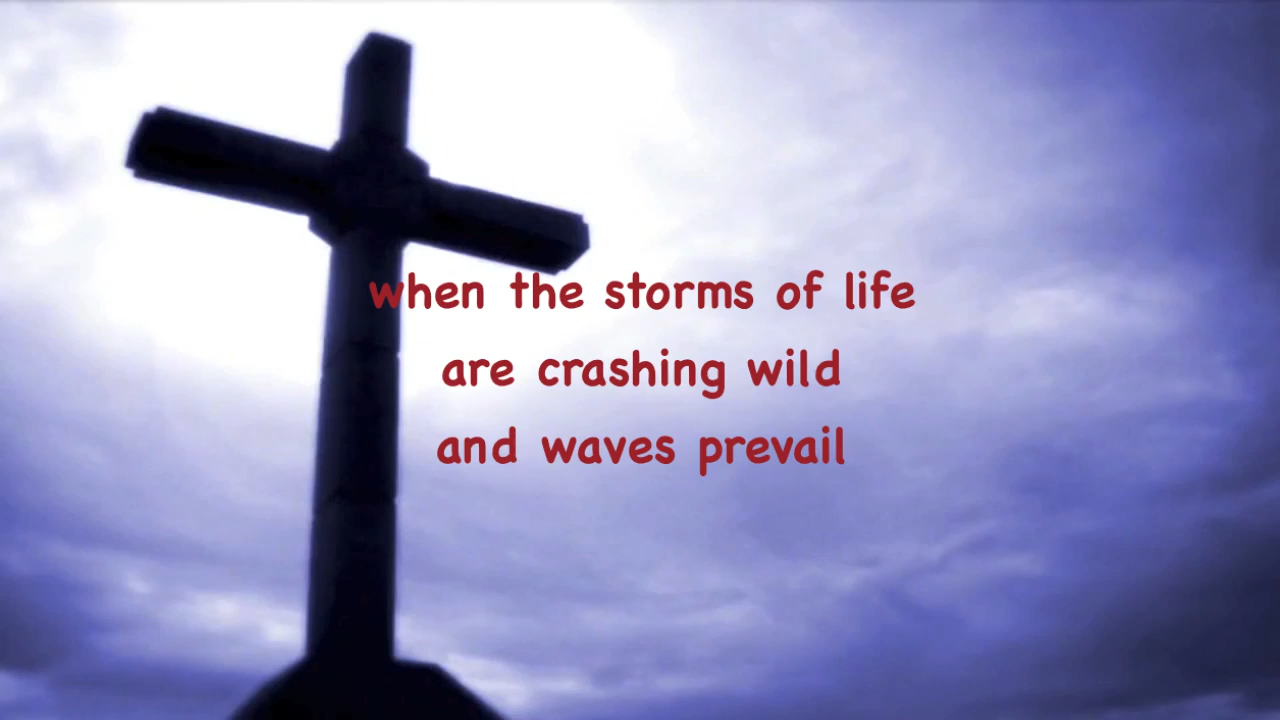 when the storms of life
are crashing wild
and waves prevail